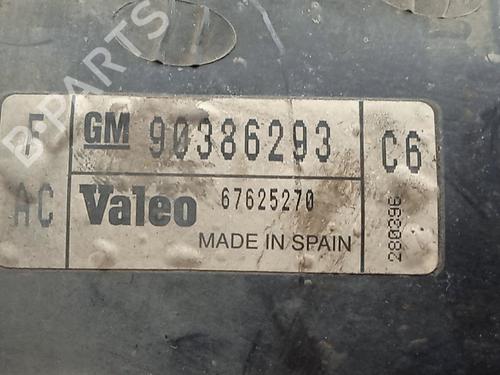 B-PARTS
F GM 90386293 C6
AC Valeo 67625270
MADE IN SPAIN
280396